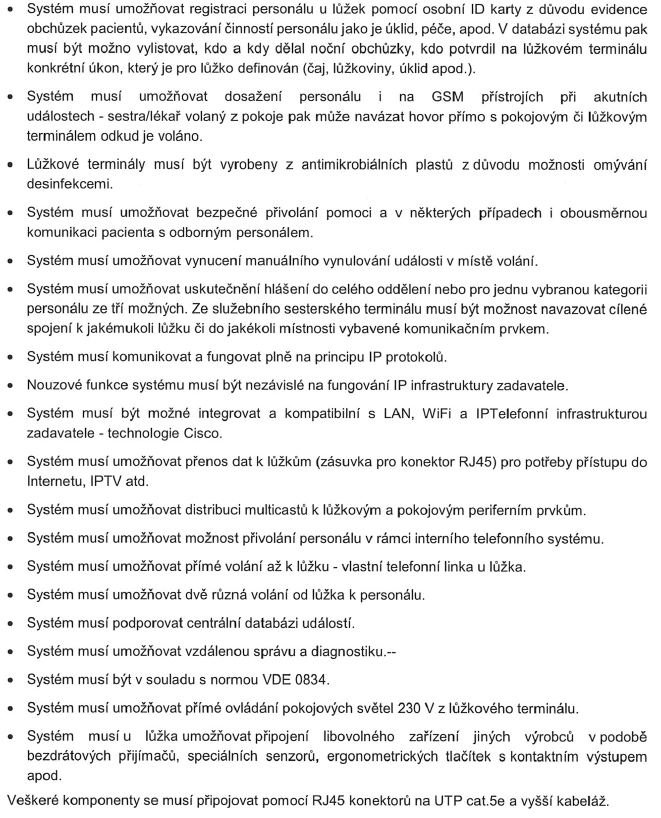 • Systém musí umožňovat registraci personálu u lůžek pomocí osobní ID karty z důvodu evidence
obchůzek pacientů, vykazování činností personálu jako je úklid, péče, apod. V databázi systému pak
musí být možno vylistovat, kdo a kdy dělal noční obchůzky, kdo potvrdil na lůžkovém terminálu
konkrétní úkon, který je pro lůžko definován (čaj, lůžkoviny, úklid apod.).
• Systém musí umožňovat dosažení personálu i na GSM přístrojích při akutních
událostech - sestra/lékař volaný z pokoje pak může navázat hovor přímo s pokojovým či lůžkovým
terminálem odkud je voláno.
• Lůžkové terminály musí být vyrobeny z antimikrobiálních plastů z důvodu možnosti omývání
desinfekcemi.
• Systém musí umožňovat bezpečné přivolání pomoci a v některých případech i obousměrnou
komunikaci pacienta s odborným personálem.
• Systém musí umožňovat vynucení manuálního vynulování události v místě volání.
• Systém musí umožňovat uskutečnění hlášení do celého oddělení nebo pro jednu vybranou kategorii
personálu ze tří možných. Ze služebního sesterského terminálu musí být možnost navazovat cílené
spojení k jakémukoli lůžku či do jakékoli místnosti vybavené komunikačním prvkem.
• Systém musí komunikovat a fungovat plně na principu IP protokolů.
• Nouzové funkce systému musí být nezávislé na fungování IP infrastruktury zadavatele.
• Systém musí být možné integrovat a kompatibilní s LAN, WiFi a IPTelefonní infrastrukturou
zadavatele - technologie Cisco.
• Systém musí umožňovat přenos dat k lůžkům (zásuvka pro konektor RJ45) pro potřeby přístupu do
Internetu, IPTV atd.
• Systém musí umožňovat distribuci multicastů k lůžkovým a pokojovým periferním prvkům.
• Systém musí umožňovat možnost přivolání personálu v rámci interního telefonního systému.
• Systém musí umožňovat přímé volání až k lůžku - vlastní telefonní linka u lůžka.
• Systém musí umožňovat dvě různá volání od lůžka k personálu.
• Systém musí podporovat centrální databázi událostí.
• Systém musí umožňovat vzdálenou správu a diagnostiku.--
• Systém musí být v souladu s normou VDE 0834.
• Systém musí umožňovat přímé ovládání pokojových světel 230 V z lůžkového terminálu.
• Systém musí u lůžka umožňovat připojení libovolného zařízení jiných výrobců v podobě
bezdrátových přijímačů, speciálních senzorů, ergonometrických tlačítek s kontaktním výstupem
apod.
Veškeré komponenty se musí připojovat pomocí RJ45 konektorů na UTP cat.5e a vyšší kabeláž.